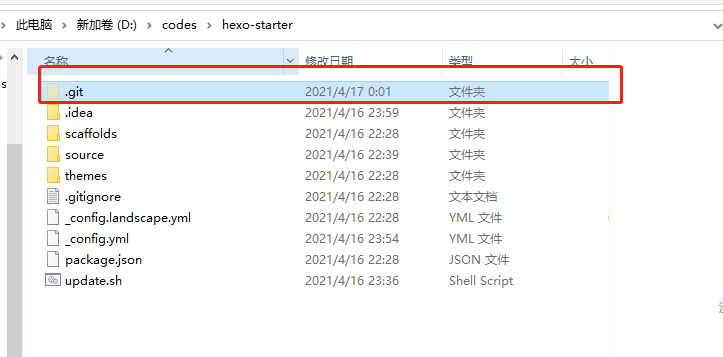 此电脑 › 新加卷 (D:) › codes › hexo-starter
名称 修改日期 类型 大小
.git 2021/4/17 0:01 文件夹
.idea 2021/4/16 23:59 文件夹
scaffolds 2021/4/16 22:28 文件夹
source 2021/4/16 22:39 文件夹
themes 2021/4/16 22:28 文件夹
.gitignore 2021/4/16 22:28 文本文档
_config.landscape.yml 2021/4/16 22:28 YML 文件
_config.yml 2021/4/16 23:54 YML 文件
package.json 2021/4/16 22:28 JSON 文件
update.sh 2021/4/16 23:36 Shell Script